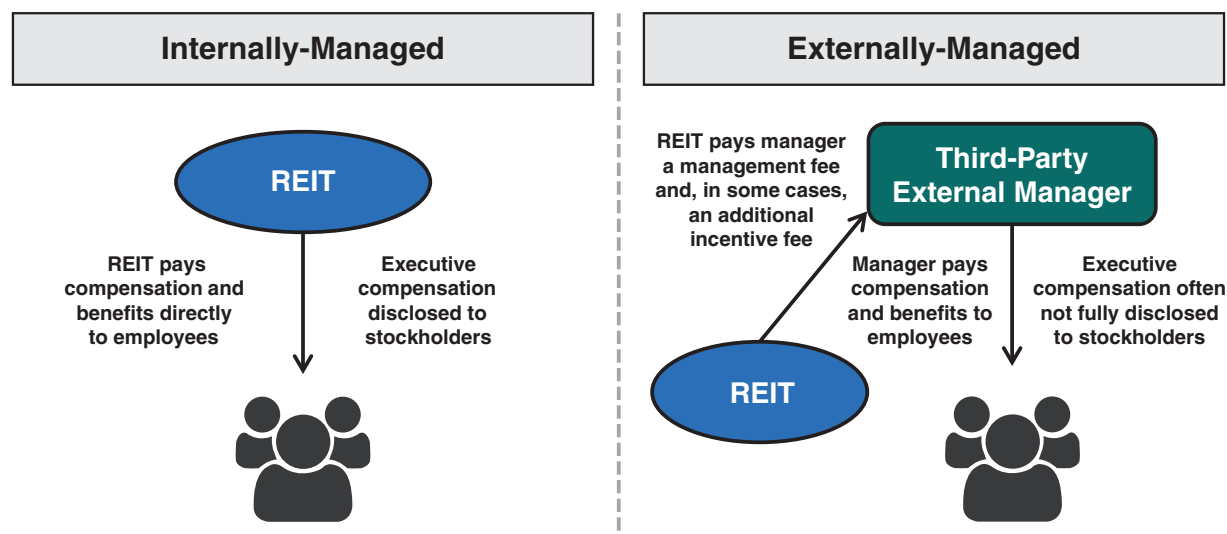 Internally-Managed
REIT
REIT pays
compensation and
benefits directly
to employees
Executive
compensation
disclosed to
stockholders
Externally-Managed
REIT pays manager
a management fee
and, in some cases,
an additional
incentive fee
Third-Party
External Manager
Manager pays
compensation
and benefits to
employees
Executive
compensation often
not fully disclosed
to stockholders
REIT